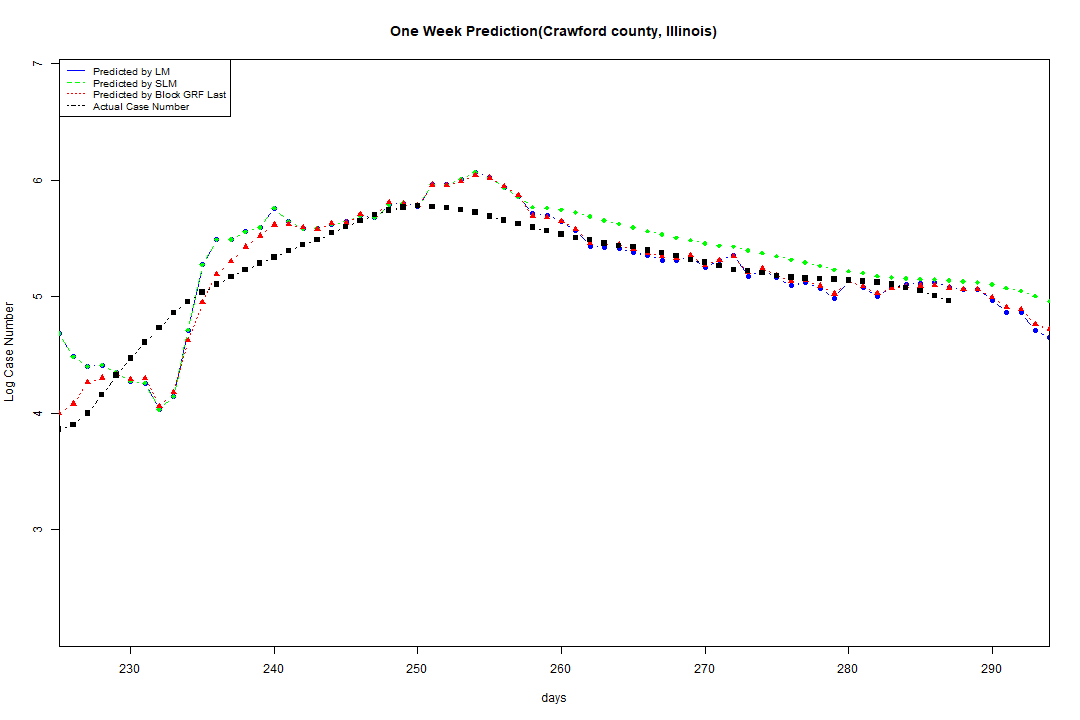 One Week Prediction(Crawford county, Illinois)
Predicted by LM
Predicted by SLM
Predicted by Block GRF Last
Actual Case Number
7
6
5
4
3
Log Case Number
230 240 250 260 270 280 290
days